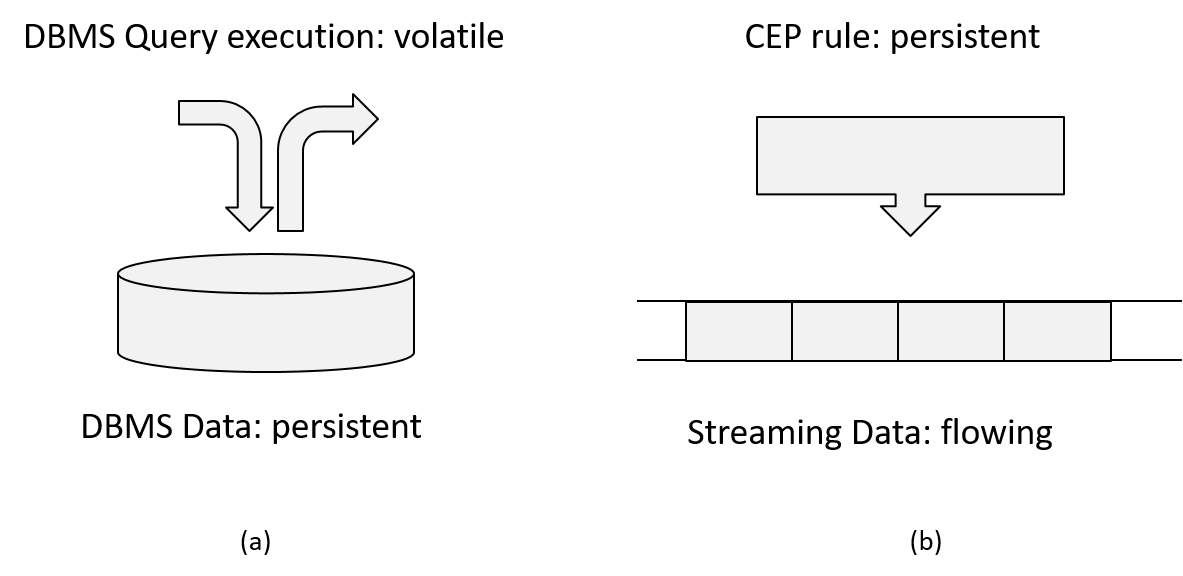 DBMS Query execution: volatile
CEP rule: persistent
DBMS Data: persistent
Streaming Data: flowing
(a)
(b)